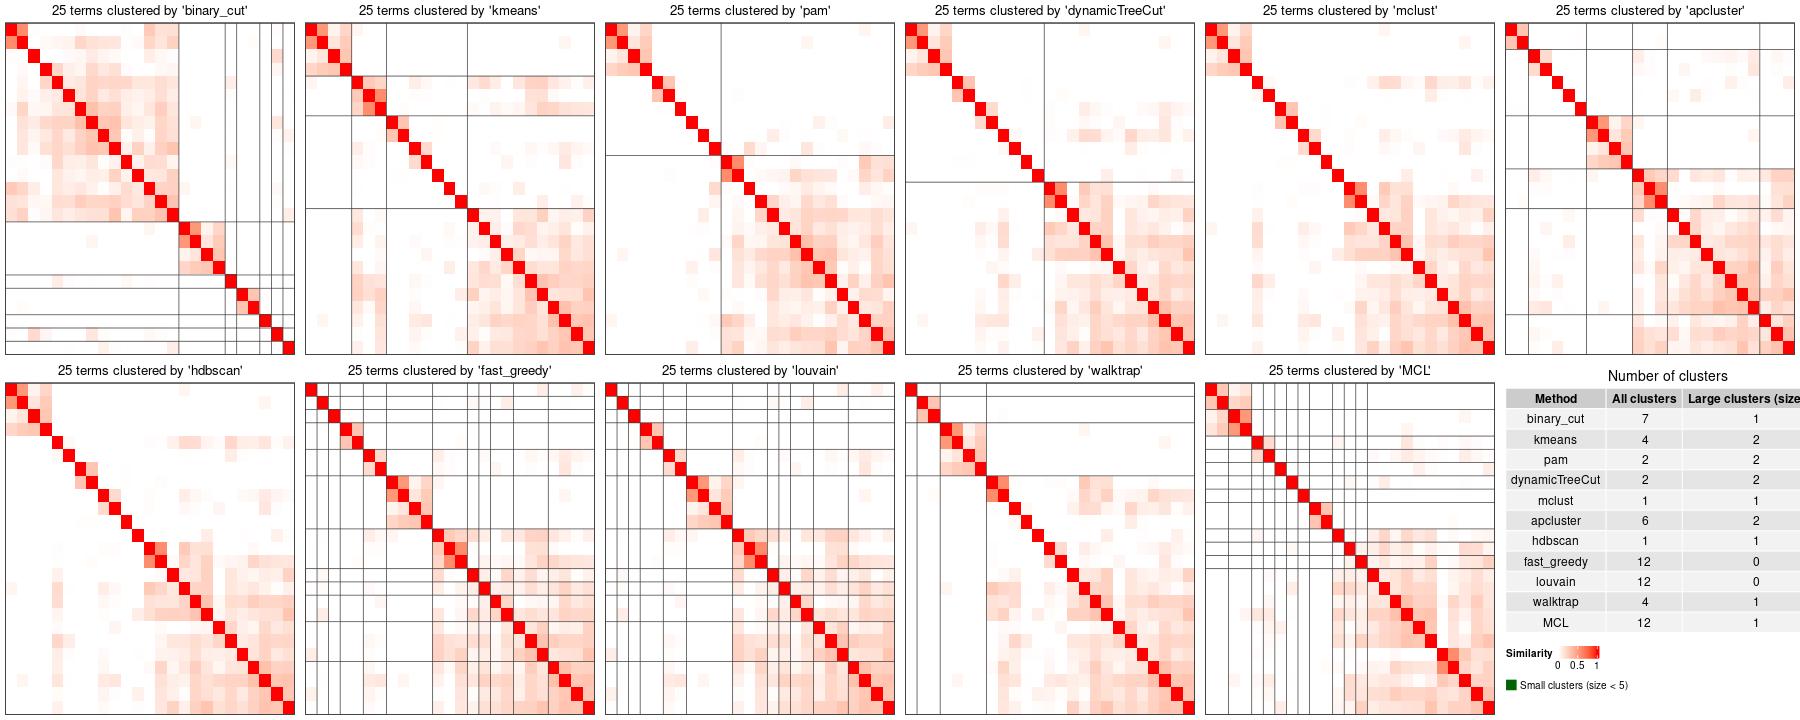 25 terms clustered by 'binary_cut'
25 terms clustered by 'kmeans'
25 terms clustered by 'pam'
25 terms clustered by 'dynamicTreeCut'
25 terms clustered by 'mclust'
25 terms clustered by 'apcluster'
25 terms clustered by 'hdbscan'
25 terms clustered by 'fast_greedy'
25 terms clustered by 'louvain'
25 terms clustered by 'walktrap'
25 terms clustered by 'MCL'
Number of clusters
Method All clusters Large clusters (size
binary_cut 7 1
kmeans 4 2
pam 2 2
dynamicTreeCut 2 2
mclust 1 1
apcluster 6 2
hdbscan 1 1
fast_greedy 12 0
louvain 12 0
walktrap 4 1
MCL 12 1
Similarity
0 0.5 1
Small clusters (size < 5)